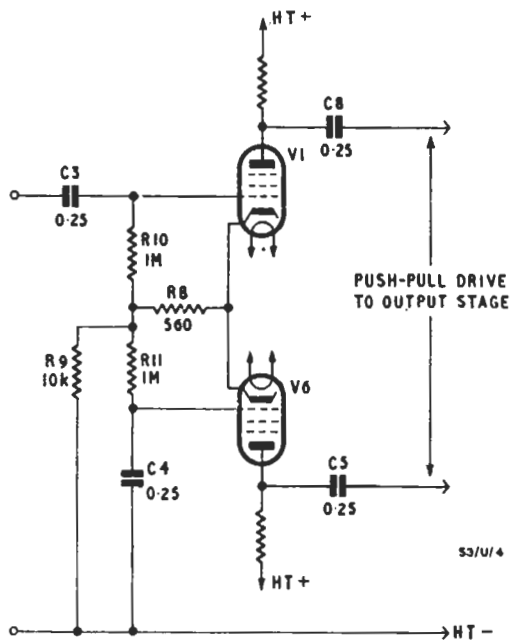 HT+
C8
0·25
V1
C3
0·25
R10
1M
R8
560
PUSH-PULL DRIVE
TO OUTPUT STAGE
R9
10k
R11
1M
V6
C4
0·25
C5
0·25
S3/U/4
HT+
HT-